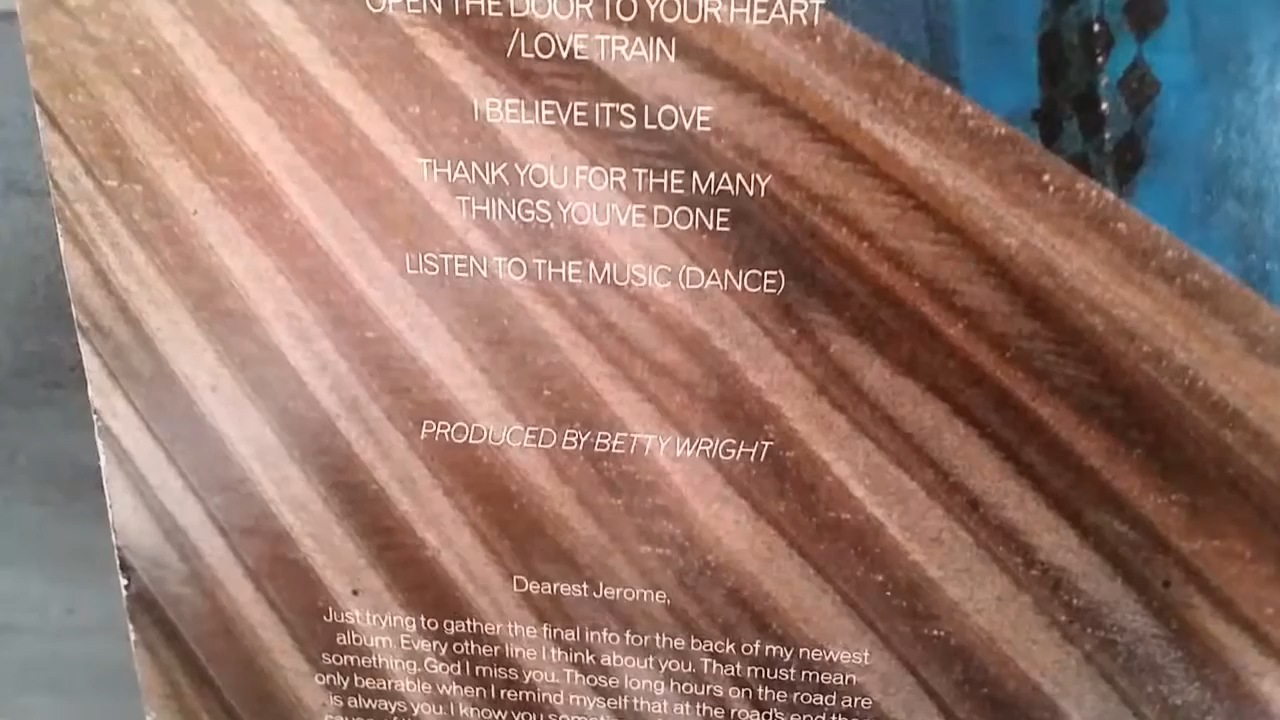 OPEN THE DOOR TO YOUR HEART
/LOVE TRAIN
I BELIEVE IT'S LOVE
THANK YOU FOR THE MANY
THINGS YOU'VE DONE
LISTEN TO THE MUSIC (DANCE)
PRODUCED BY BETTY WRIGHT
Dearest Jerome,
Just trying to gather the final info for the back of my newest
album. Every other line I think about you. That must mean
something. God I miss you. Those long hours on the road are
only bearable when I remind myself that at the road's end
is always you. I know you